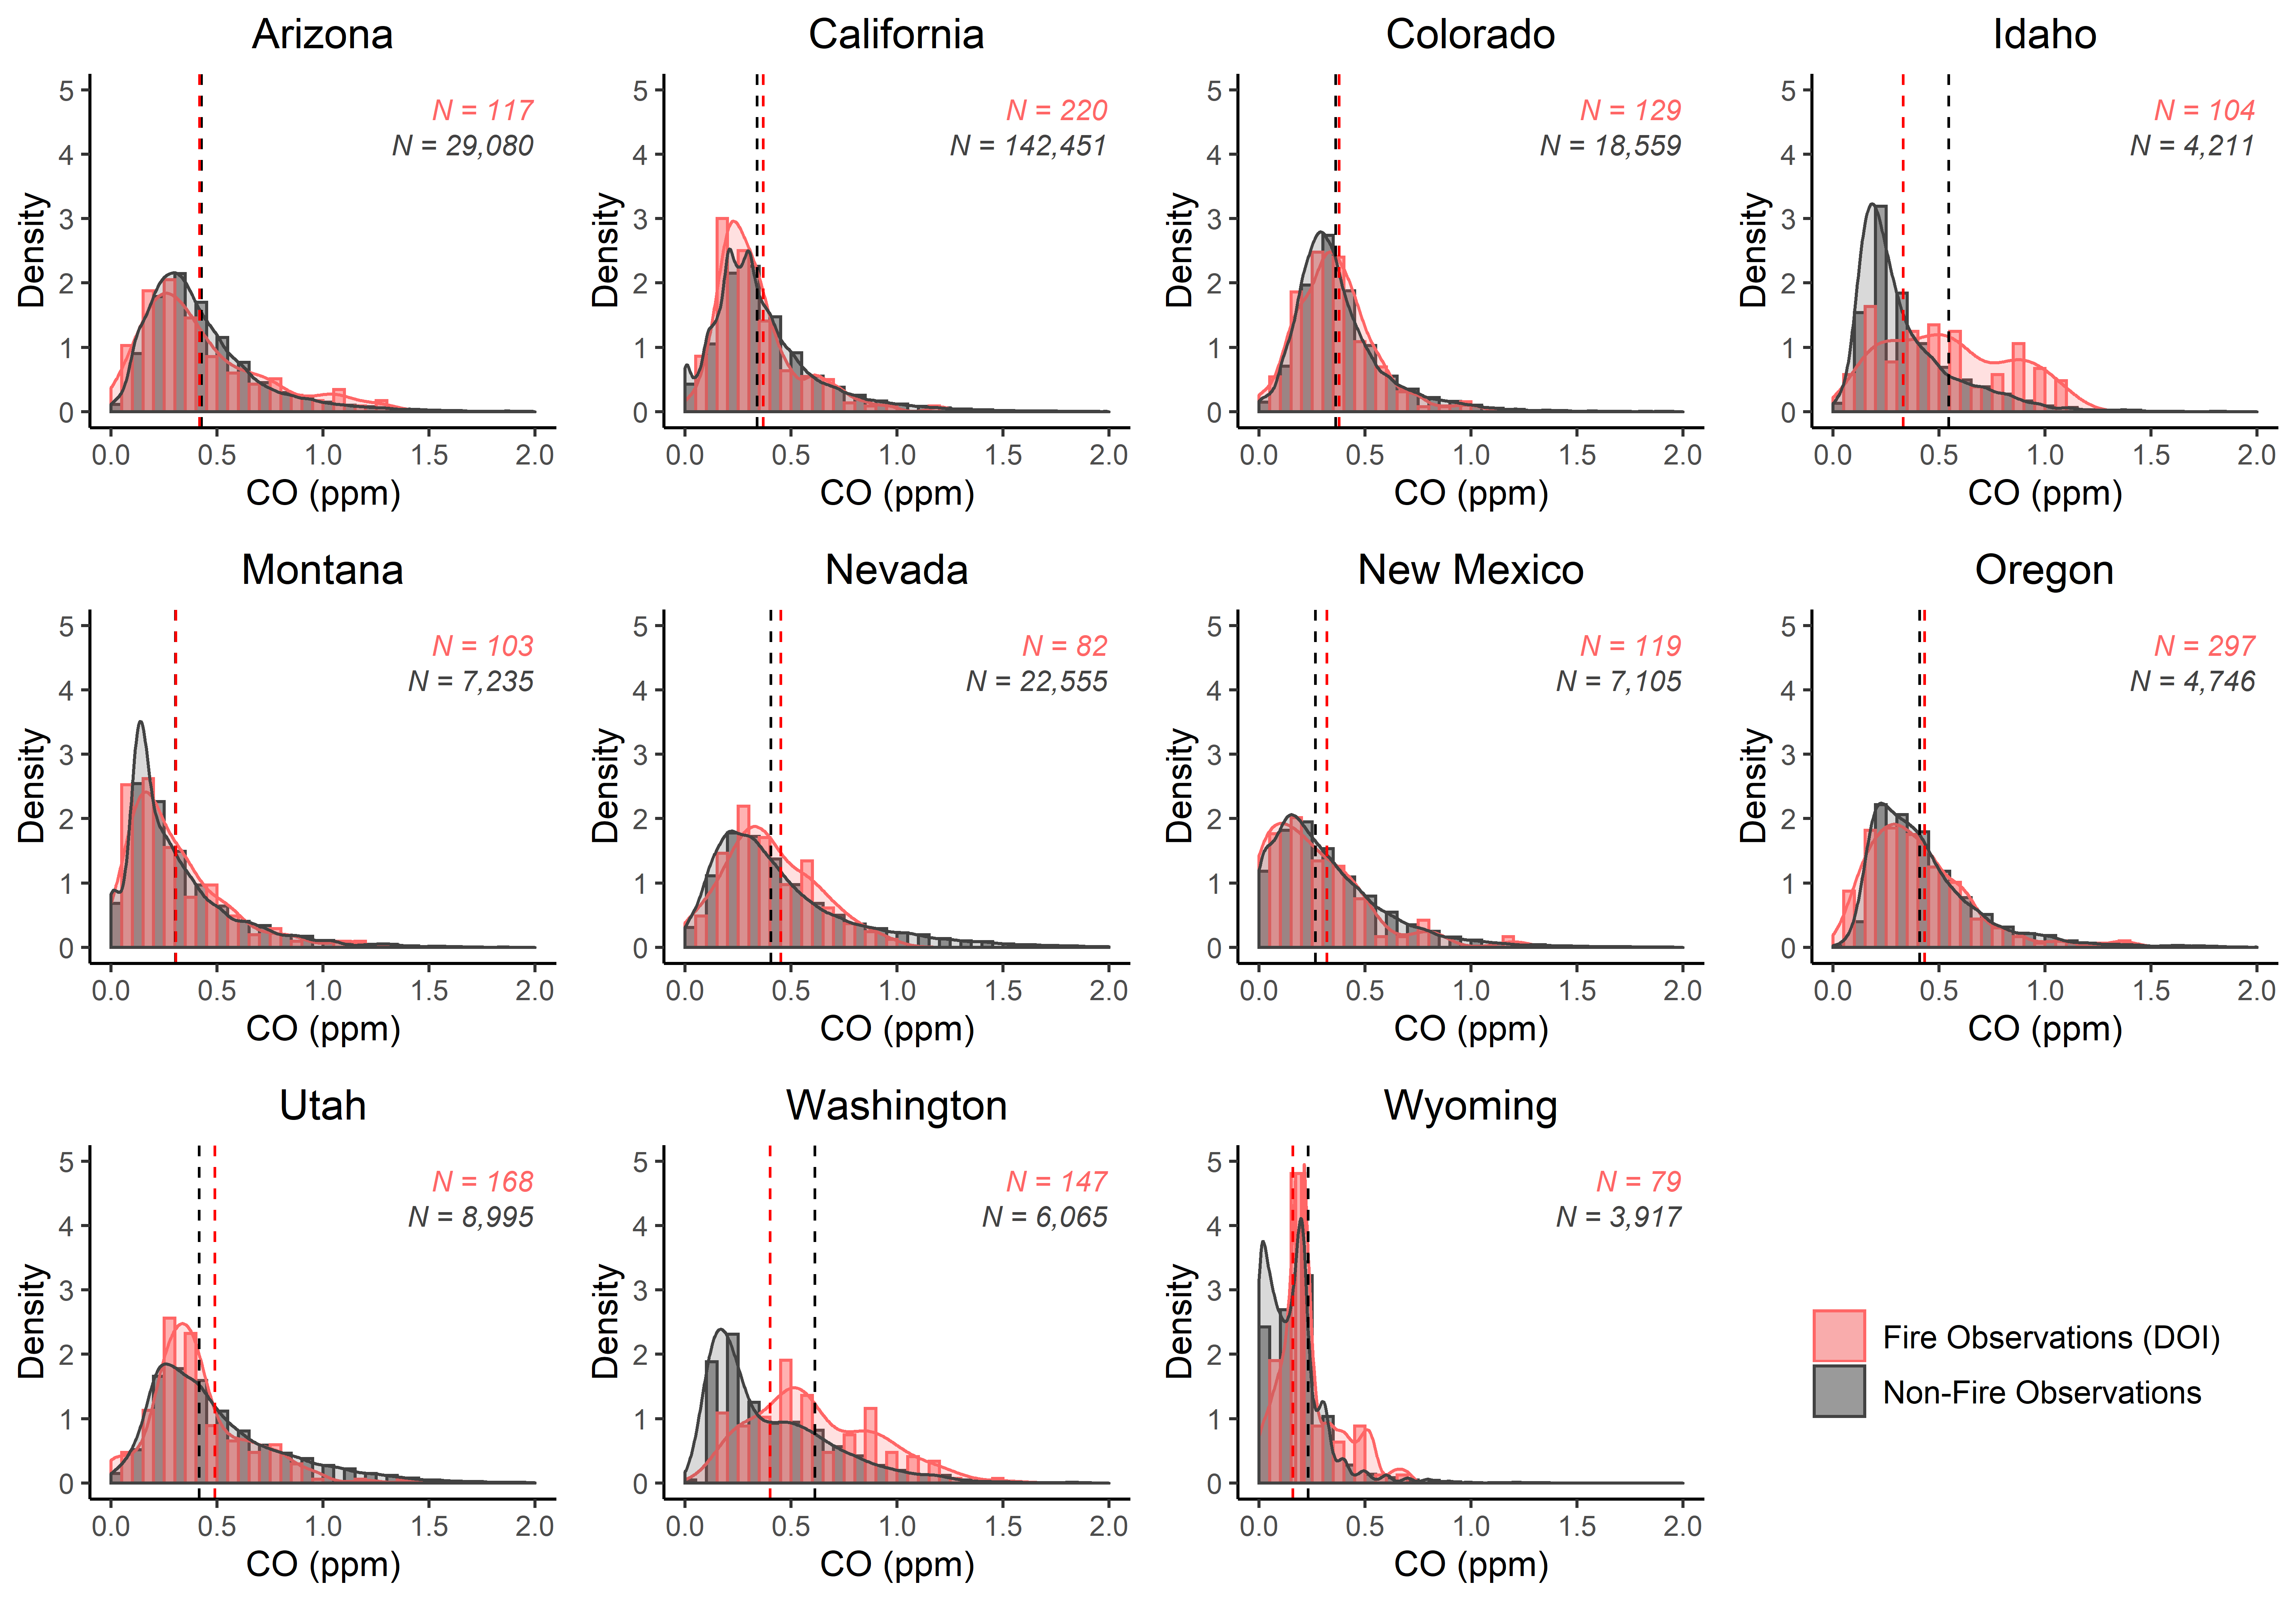 Arizona
California
Colorado
Idaho
5
4
3
2
1
0
Density
N = 117
N = 29,080
0.0 0.5 1.0 1.5 2.0
CO (ppm)
5
4
3
2
1
0
Density
N = 220
N = 142,451
0.0 0.5 1.0 1.5 2.0
CO (ppm)
5
4
3
2
1
0
Density
N = 129
N = 18,559
0.0 0.5 1.0 1.5 2.0
CO (ppm)
5
4
3
2
1
0
Density
N = 104
N = 4,211
0.0 0.5 1.0 1.5 2.0
CO (ppm)
Montana
Nevada
New Mexico
Oregon
5
4
3
2
1
0
Density
N = 103
N = 7,235
0.0 0.5 1.0 1.5 2.0
CO (ppm)
5
4
3
2
1
0
Density
N = 82
N = 22,555
0.0 0.5 1.0 1.5 2.0
CO (ppm)
5
4
3
2
1
0
Density
N = 119
N = 7,105
0.0 0.5 1.0 1.5 2.0
CO (ppm)
5
4
3
2
1
0
Density
N = 297
N = 4,746
0.0 0.5 1.0 1.5 2.0
CO (ppm)
Utah
Washington
Wyoming
5
4
3
2
1
0
Density
N = 168
N = 8,995
0.0 0.5 1.0 1.5 2.0
CO (ppm)
5
4
3
2
1
0
Density
N = 147
N = 6,065
0.0 0.5 1.0 1.5 2.0
CO (ppm)
5
4
3
2
1
0
Density
N = 79
N = 3,917
0.0 0.5 1.0 1.5 2.0
CO (ppm)
Fire Observations (DOI)
Non-Fire Observations